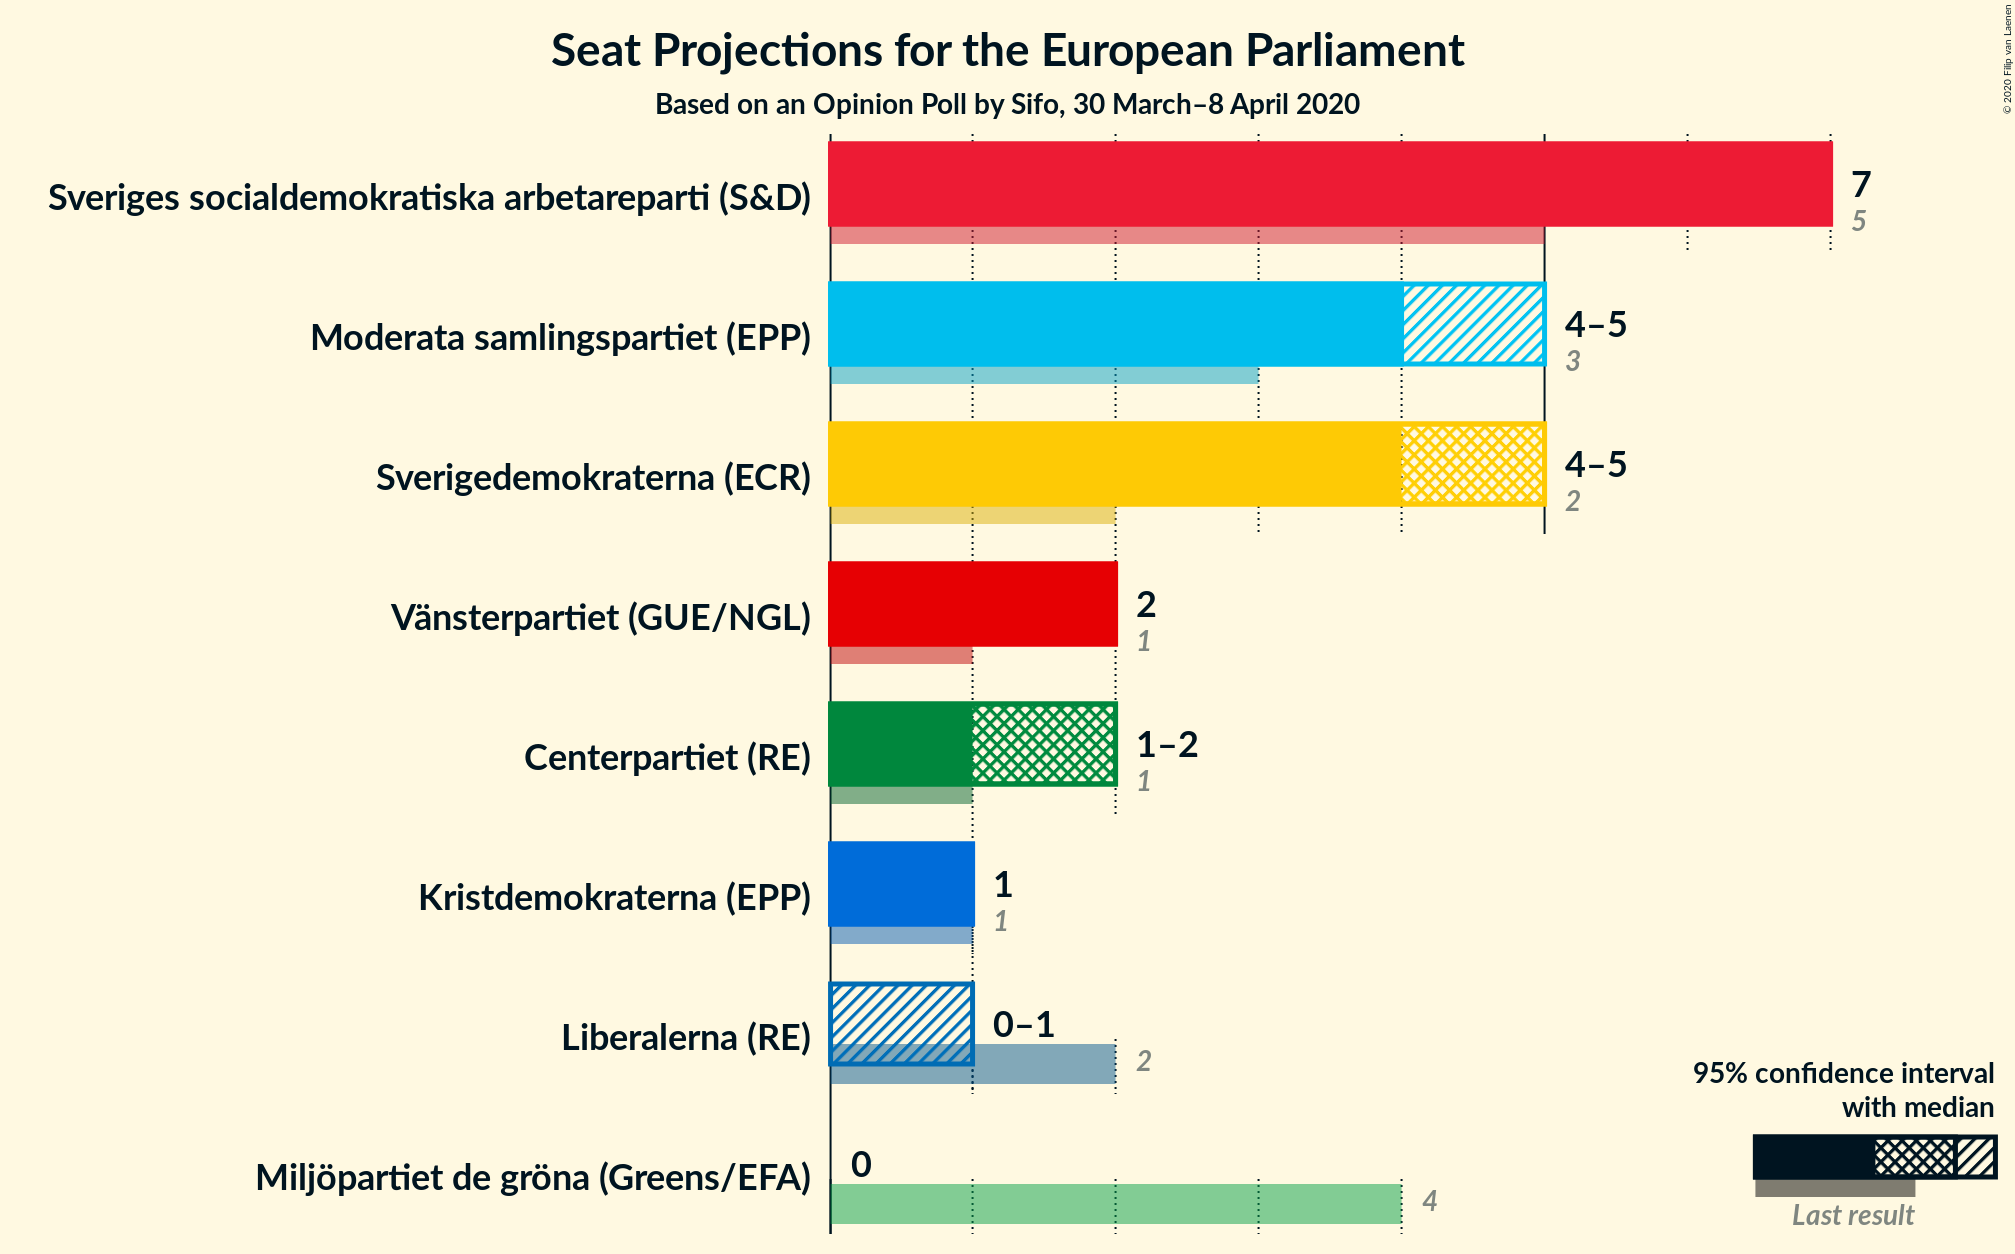 Seat Projections for the European Parliament
Based on an Opinion Poll by Sifo, 30 March–8 April 2020
© 2020 Filip van Laenen
Sveriges socialdemokratiska arbetareparti (S&D)
7
5
Moderata samlingspartiet (EPP)
4–5
3
Sverigedemokraterna (ECR)
4–5
2
Vänsterpartiet (GUE/NGL)
2
1
Centerpartiet (RE)
1–2
1
Kristdemokraterna (EPP)
1
1
Liberalerna (RE)
0–1
2
Miljöpartiet de gröna (Greens/EFA)
0
4
95% confidence interval
with median
Last result